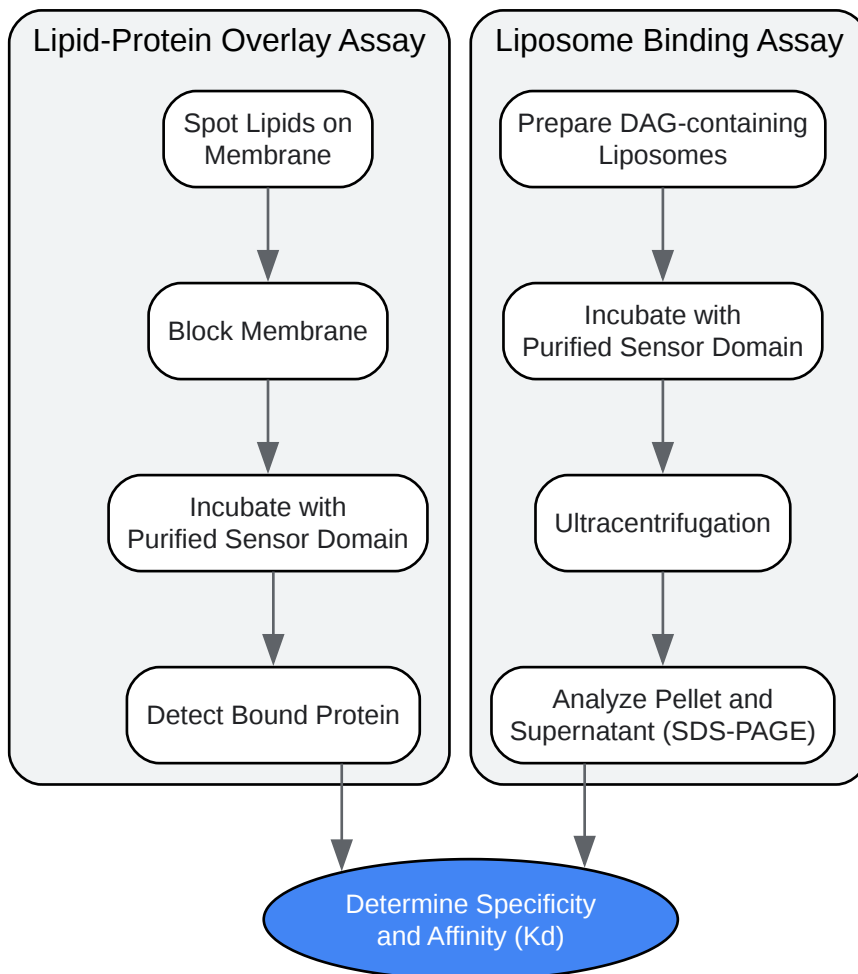 Lipid-Protein Overlay Assay
Spot Lipids on
Membrane
Block Membrane
Incubate with
Purified Sensor Domain
Detect Bound Protein
Liposome Binding Assay
Prepare DAG-containing
Liposomes
Incubate with
Purified Sensor Domain
Ultracentrifugation
Analyze Pellet and
Supernatant (SDS-PAGE)
Determine Specificity
and Affinity (Kd)